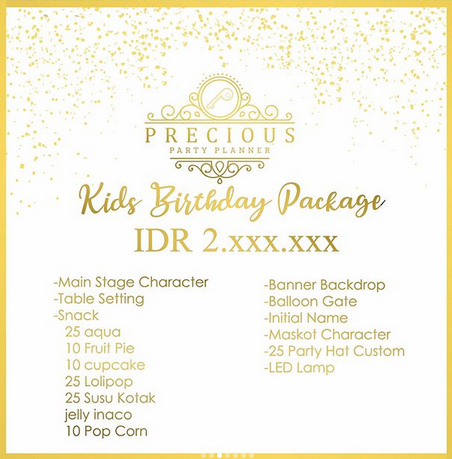 PRECIOUS
PARTY PLANNER
Kids Birthday Package
IDR 2.xxx.xxx
-Main Stage Character
-Table Setting
-Snack
25 aqua
10 Fruit Pie
10 cupcake
25 Lolipop
25 Susu Kotak
jelly inaco
10 Pop Corn
-Banner Backdrop
-Balloon Gate
-Initial Name
-Maskot Character
-25 Party Hat Custom
-LED Lamp